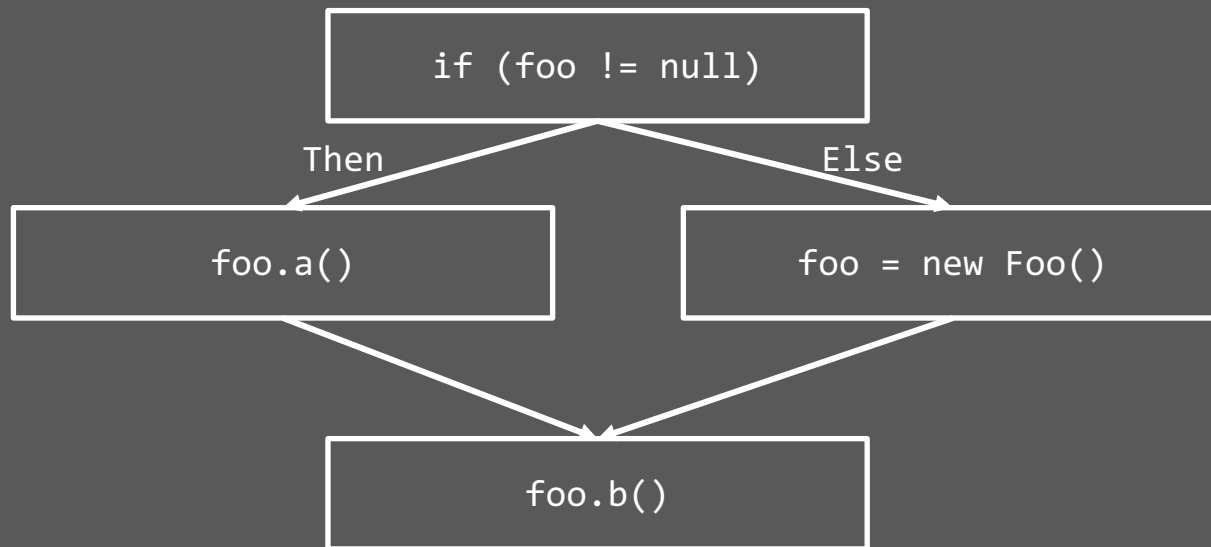 if (foo != null)
Then
Else
foo.a()
foo = new Foo()
foo.b()